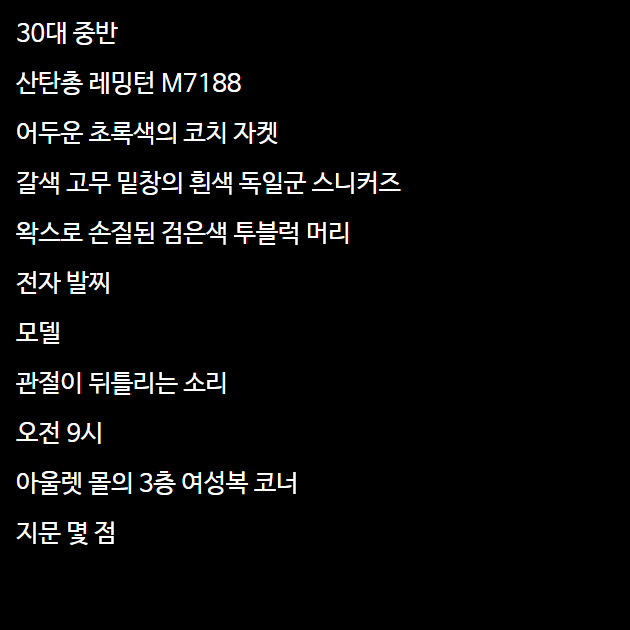 30대 중반
산탄총 레밍턴 M7188
어두운 초록색의 코치 자켓
갈색 고무 밑창의 흰색 독일군 스니커즈
왁스로 손질된 검은색 투블럭 머리
전자 발찌
모델
관절이 뒤틀리는 소리
오전 9시
아울렛 몰의 3층 여성복 코너
지문 몇 점